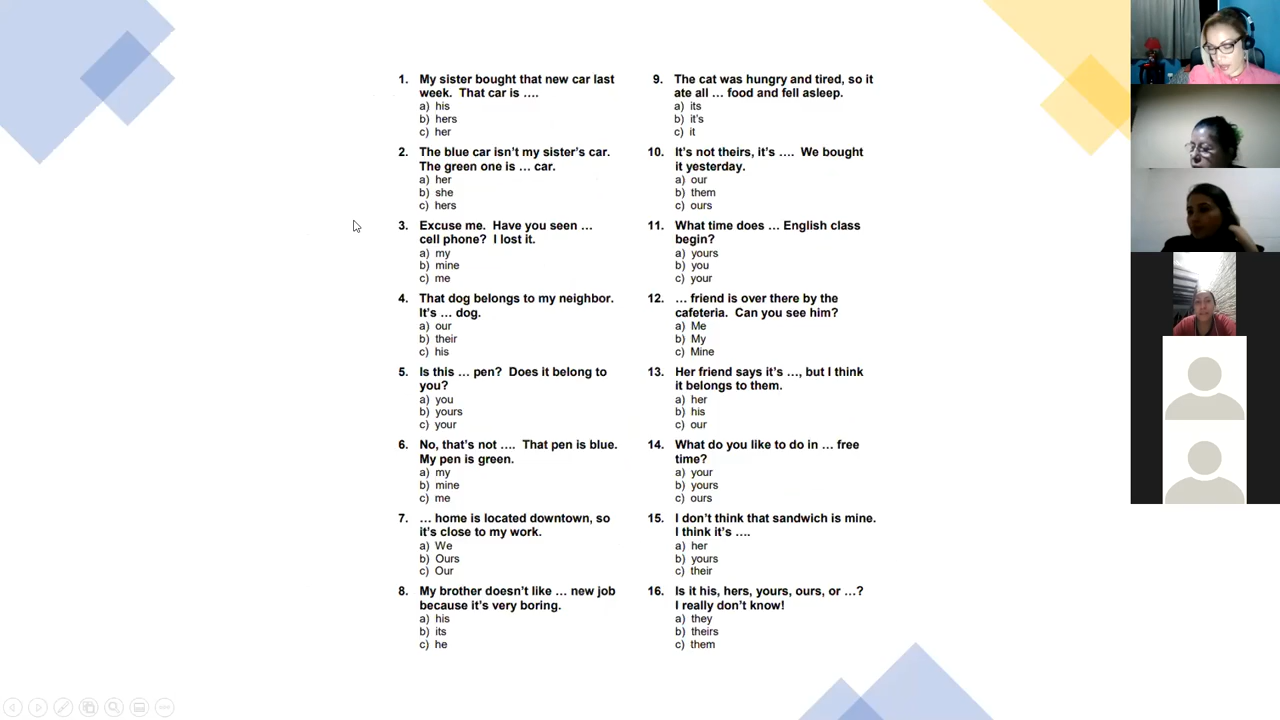 1. My sister bought that new car last
week. That car is ….
a) his
b) hers
c) her
2. The blue car isn't my sister's car.
The green one is … car.
a) her
b) she
c) hers
3. Excuse me. Have you seen …
cell phone? I lost it.
a) my
b) mine
c) me
4. That dog belongs to my neighbor.
It's … dog.
a) our
b) their
c) his
5. Is this … pen? Does it belong to
you?
a) you
b) yours
c) your
6. No, that's not …. That pen is blue.
My pen is green.
a) my
b) mine
c) me
7. … home is located downtown, so
it's close to my work.
a) We
b) Ours
c) Our
8. My brother doesn't like … new job
because it's very boring.
a) his
b) its
c) he
9. The cat was hungry and tired, so it
ate all … food and fell asleep.
a) its
b) it's
c) it
10. It's not theirs, it's …. We bought
it yesterday.
a) our
b) them
c) ours
11. What time does … English class
begin?
a) yours
b) you
c) your
12. … friend is over there by the
cafeteria. Can you see him?
a) Me
b) My
c) Mine
13. Her friend says it's …, but I think
it belongs to them.
a) her
b) his
c) our
14. What do you like to do in … free
time?
a) your
b) yours
c) ours
15. I don't think that sandwich is mine.
I think it's ….
a) her
b) yours
c) their
16. Is it his, hers, yours, ours, or …?
I really don't know!
a) they
b) theirs
c) them